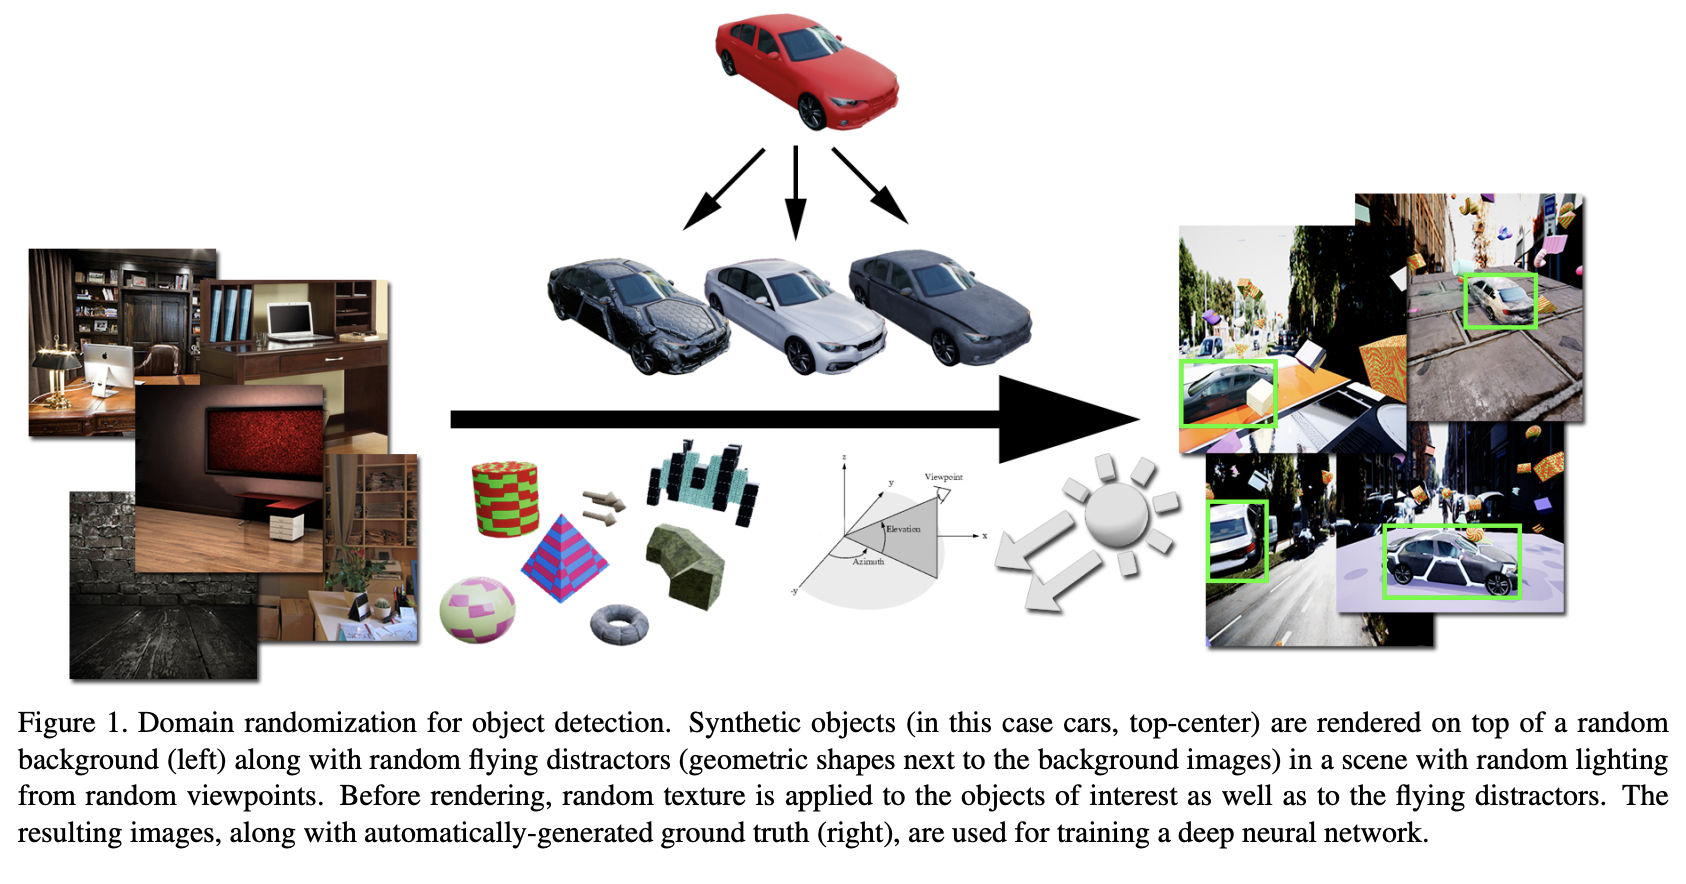 z
y
Viewpoint
Elevation
x
Azimuth
-y
Figure 1. Domain randomization for object detection. Synthetic objects (in this case cars, top-center) are rendered on top of a random
background (left) along with random flying distractors (geometric shapes next to the background images) in a scene with random lighting
from random viewpoints. Before rendering, random texture is applied to the objects of interest as well as to the flying distractors. The
resulting images, along with automatically-generated ground truth (right), are used for training a deep neural network.